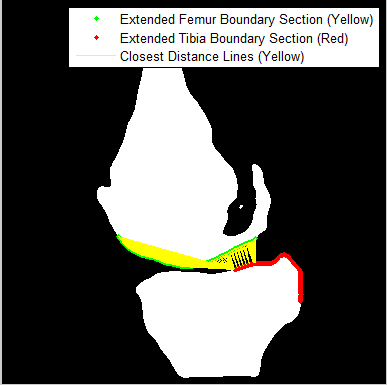 Extended Femur Boundary Section (Yellow)
Extended Tibia Boundary Section (Red)
Closest Distance Lines (Yellow)